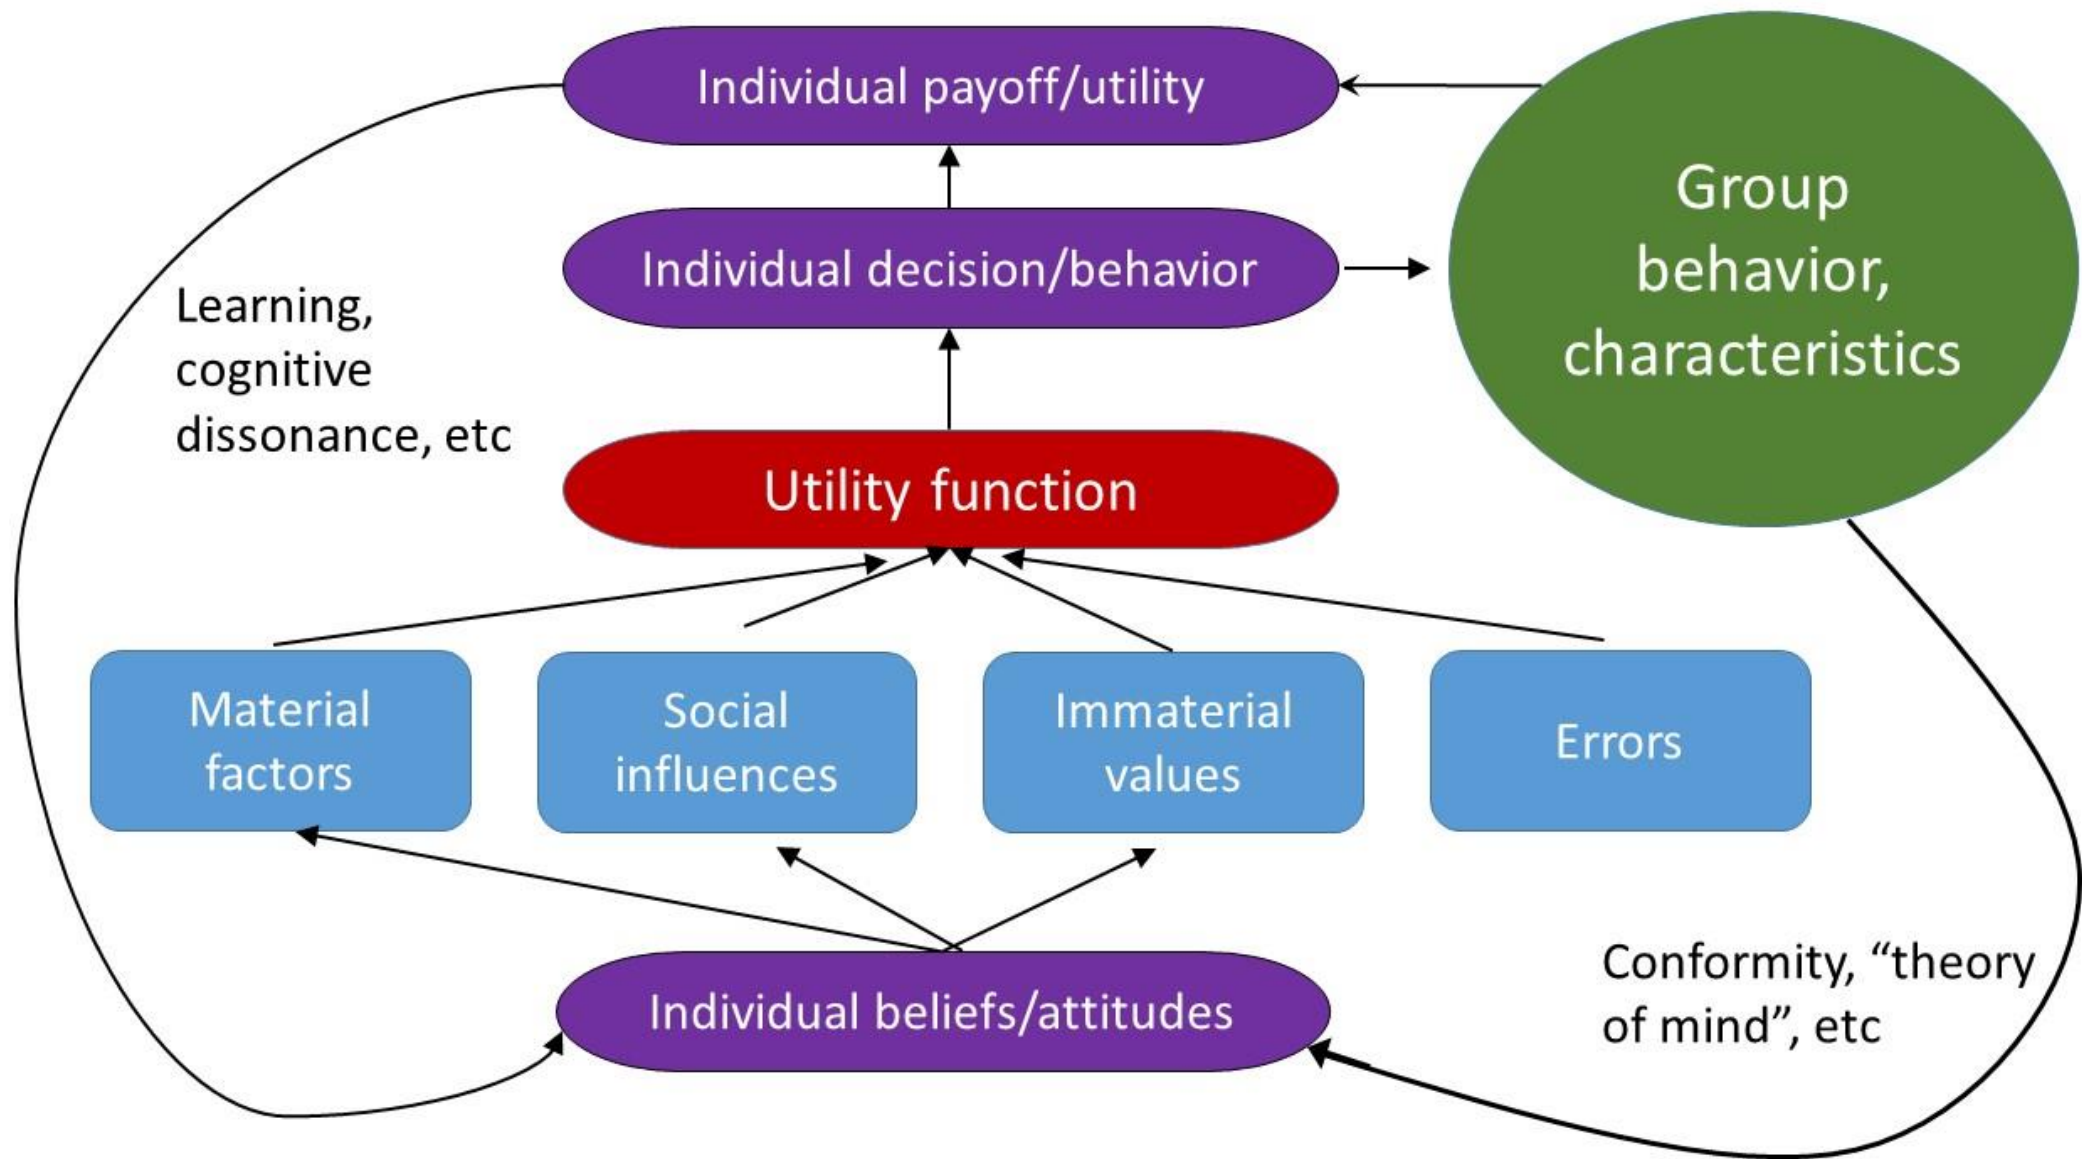 Individual payoff/utility
Group
behavior,
characteristics
Individual decision/behavior
Learning,
cognitive
dissonance, etc
Utility function
Material
factors
Social
influences
Immaterial
values
Errors
Individual beliefs/attitudes
Conformity, “theory
of mind”, etc